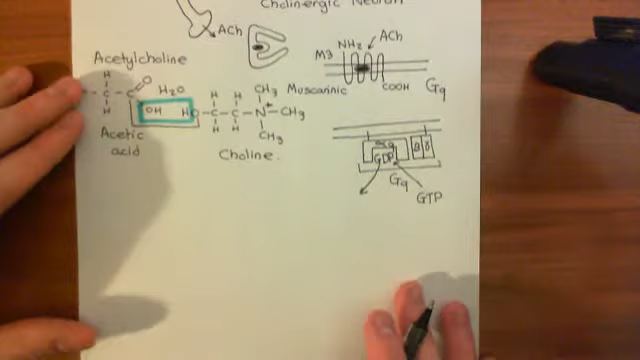 Cholinergic Neuron
ACh
Acetylcholine
H
C
C
O
H
OH
H₂O
HO
H H
C C
H H
CH₃
N+
CH₃
CH₃
Acetic
acid
Choline
Muscarinic
M3
NH₂
ACh
COOH
Gq
αq
GDP
β γ
Gq
GTP